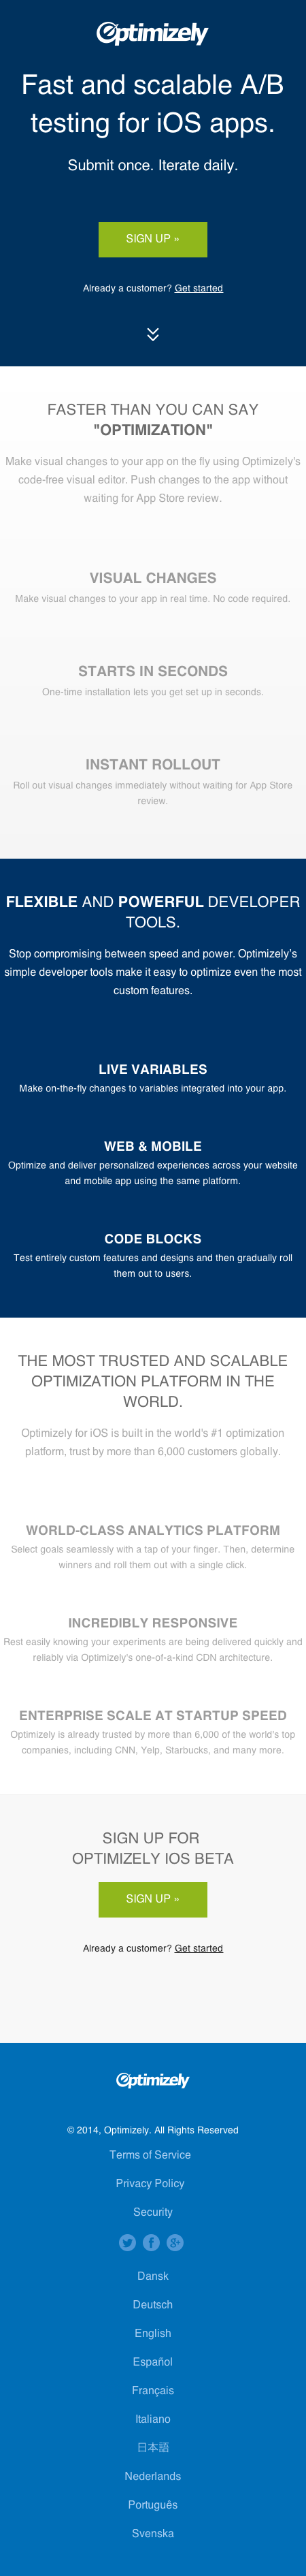 Optimizely
Fast and scalable A/B
testing for iOS apps.
Submit once. Iterate daily.
SIGN UP »
Already a customer? Get started
FASTER THAN YOU CAN SAY
"OPTIMIZATION"
Make visual changes to your app on the fly using Optimizely's
code-free visual editor. Push changes to the app without
waiting for App Store review.
VISUAL CHANGES
Make visual changes to your app in real time. No code required.
STARTS IN SECONDS
One-time installation lets you get set up in seconds.
INSTANT ROLLOUT
Roll out visual changes immediately without waiting for App Store
review.
FLEXIBLE AND POWERFUL DEVELOPER
TOOLS.
Stop compromising between speed and power. Optimizely's
simple developer tools make it easy to optimize even the most
custom features.
LIVE VARIABLES
Make on-the-fly changes to variables integrated into your app.
WEB & MOBILE
Optimize and deliver personalized experiences across your website
and mobile app using the same platform.
CODE BLOCKS
Test entirely custom features and designs and then gradually roll
them out to users.
THE MOST TRUSTED AND SCALABLE
OPTIMIZATION PLATFORM IN THE
WORLD.
Optimizely for iOS is built in the world's #1 optimization
platform, trust by more than 6,000 customers globally.
WORLD-CLASS ANALYTICS PLATFORM
Select goals seamlessly with a tap of your finger. Then, determine
winners and roll them out with a single click.
INCREDIBLY RESPONSIVE
Rest easily knowing your experiments are being delivered quickly and
reliably via Optimizely's one-of-a-kind CDN architecture.
ENTERPRISE SCALE AT STARTUP SPEED
Optimizely is already trusted by more than 6,000 of the world's top
companies, including CNN, Yelp, Starbucks, and many more.
SIGN UP FOR
OPTIMIZELY IOS BETA
SIGN UP »
Already a customer? Get started
Optimizely
© 2014, Optimizely. All Rights Reserved
Terms of Service
Privacy Policy
Security
Dansk
Deutsch
English
Español
Français
Italiano
日本語
Nederlands
Português
Svenska